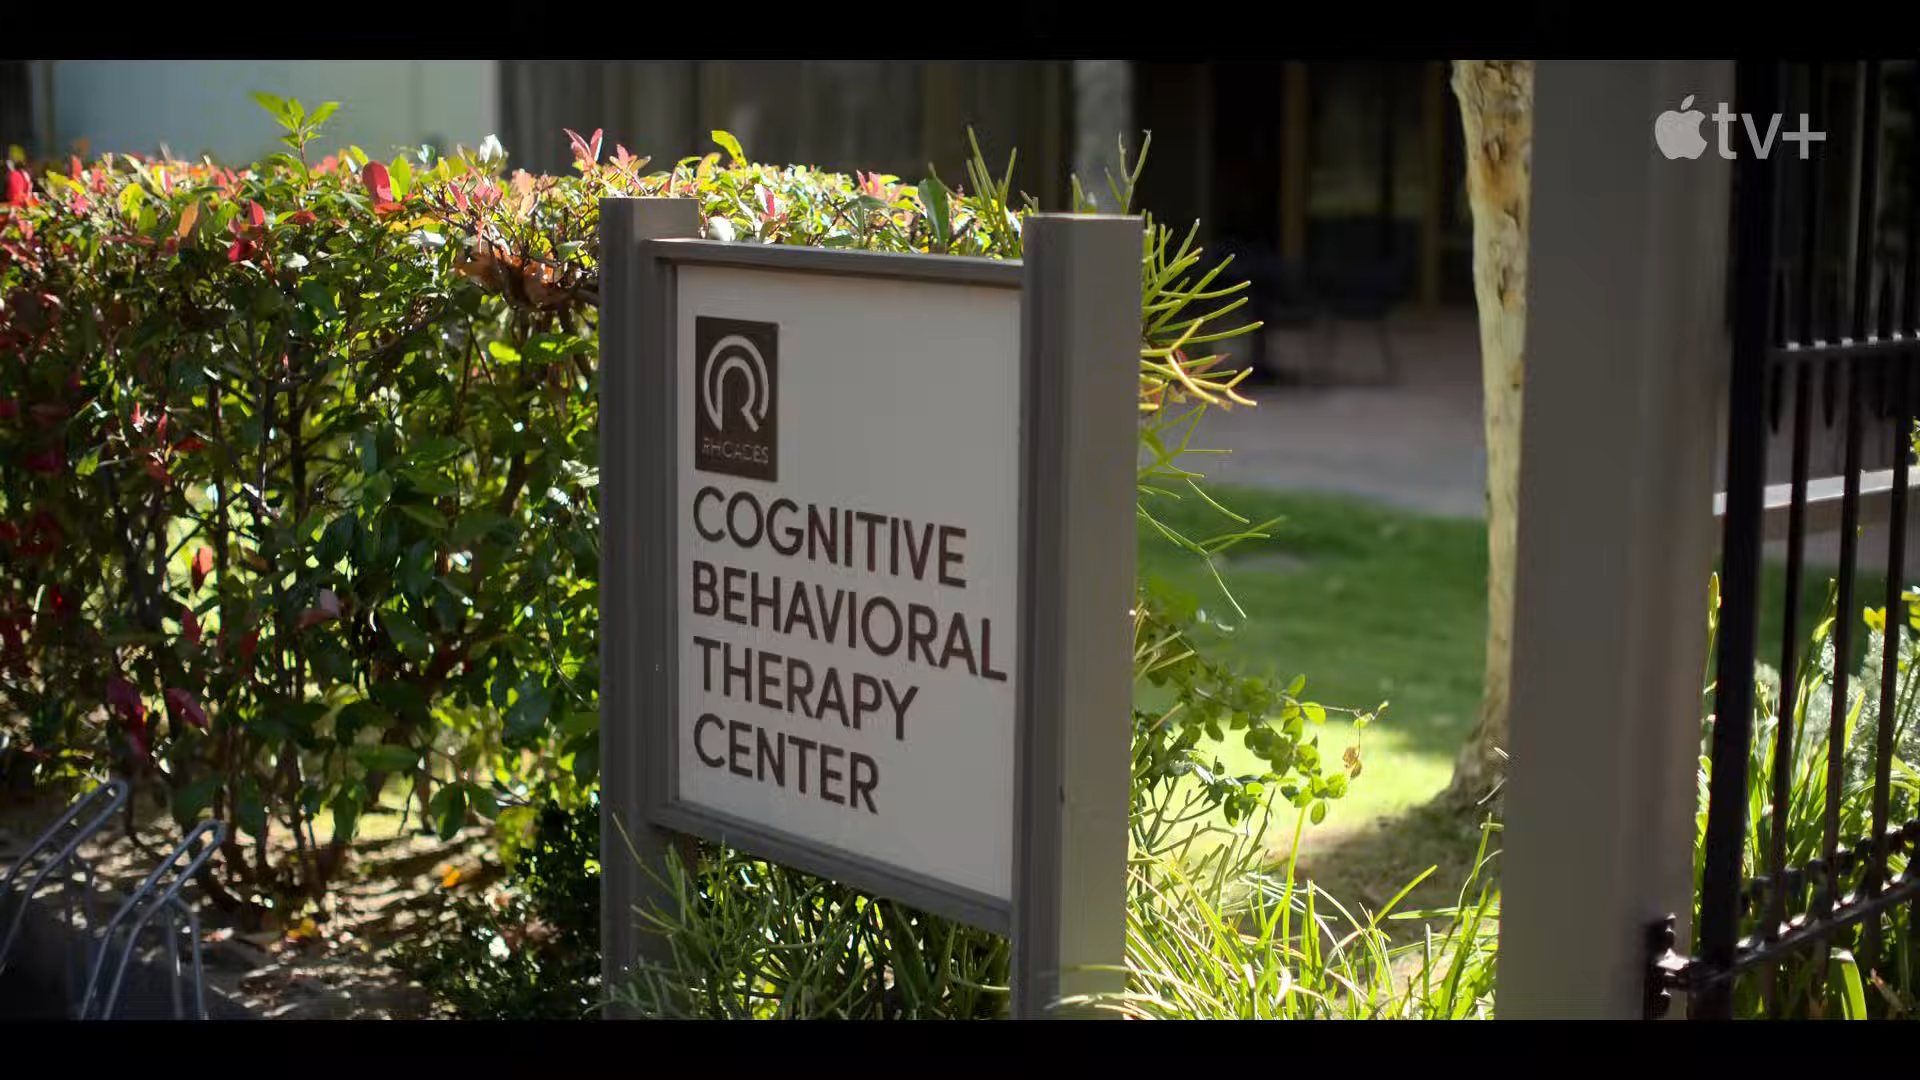 tv+
RHOADES
COGNITIVE
BEHAVIORAL
THERAPY
CENTER